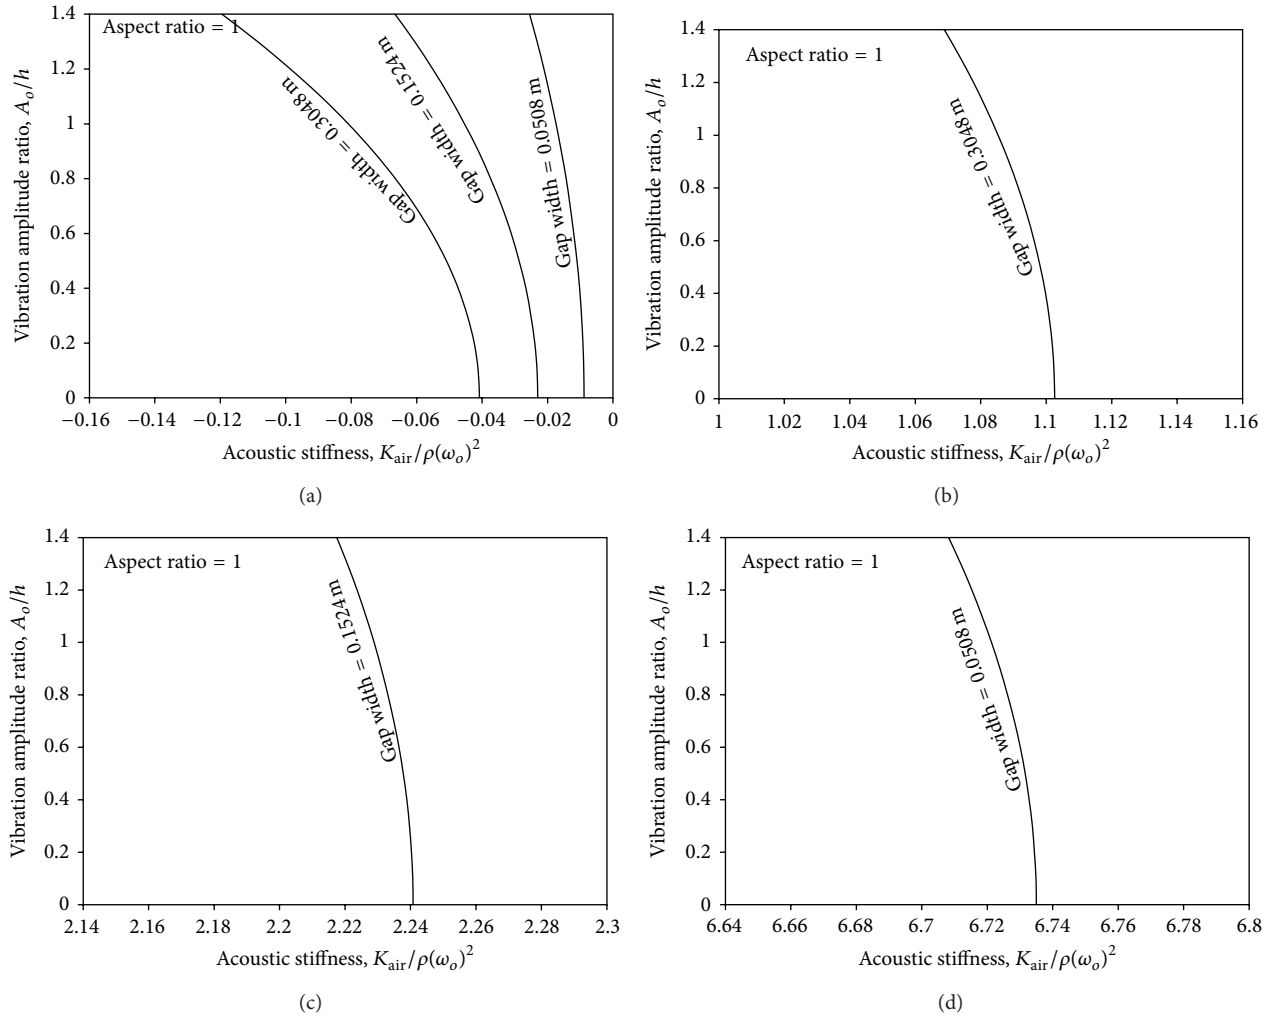 Aspect ratio = 1
Vibration amplitude ratio, A_o/h
1.4
1.2
1
0.8
0.6
0.4
0.2
0
Gap width = 0.3048 m
Gap width = 0.1524 m
Gap width = 0.0508 m
−0.16 −0.14 −0.12 −0.1 −0.08 −0.06 −0.04 −0.02 0
Acoustic stiffness, K_air/ρ(ω_o)²
(a)
Aspect ratio = 1
Vibration amplitude ratio, A_o/h
1.4
1.2
1
0.8
0.6
0.4
0.2
0
Gap width = 0.3048 m
1 1.02 1.04 1.06 1.08 1.1 1.12 1.14 1.16
Acoustic stiffness, K_air/ρ(ω_o)²
(b)
Aspect ratio = 1
Vibration amplitude ratio, A_o/h
1.4
1.2
1
0.8
0.6
0.4
0.2
0
Gap width = 0.1524 m
2.14 2.16 2.18 2.2 2.22 2.24 2.26 2.28 2.3
Acoustic stiffness, K_air/ρ(ω_o)²
(c)
Aspect ratio = 1
Vibration amplitude ratio, A_o/h
1.4
1.2
1
0.8
0.6
0.4
0.2
0
Gap width = 0.0508 m
6.64 6.66 6.68 6.7 6.72 6.74 6.76 6.78 6.8
Acoustic stiffness, K_air/ρ(ω_o)²
(d)